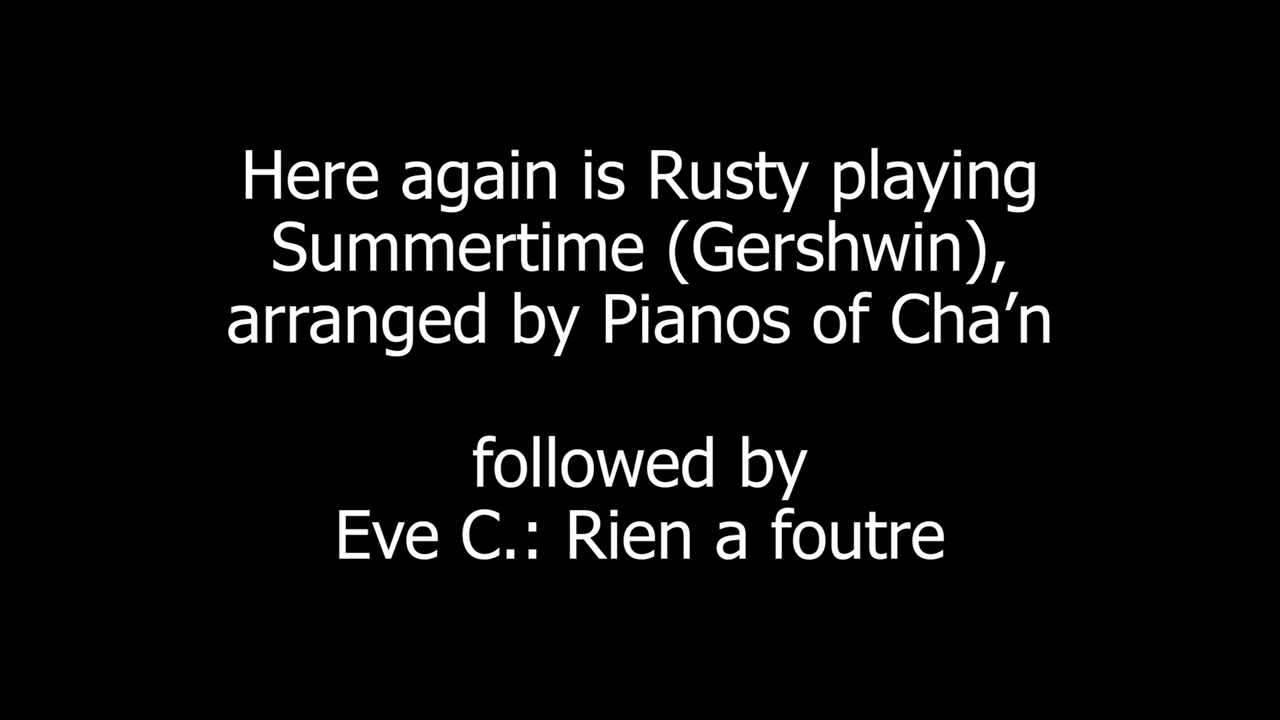 Here again is Rusty playing
Summertime (Gershwin),
arranged by Pianos of Cha’n
followed by
Eve C.: Rien a foutre